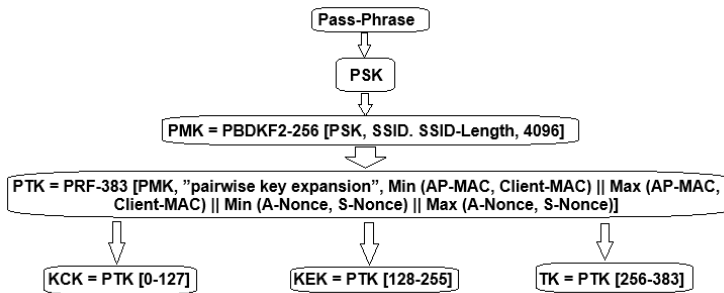 Pass-Phrase
PSK
PMK = PBDKF2-256 [PSK, SSID. SSID-Length, 4096]
PTK = PRF-383 [PMK, ”pairwise key expansion”, Min (AP-MAC, Client-MAC) || Max (AP-MAC,
Client-MAC) || Min (A-Nonce, S-Nonce) || Max (A-Nonce, S-Nonce)]
KCK = PTK [0-127]
KEK = PTK [128-255]
TK = PTK [256-383]